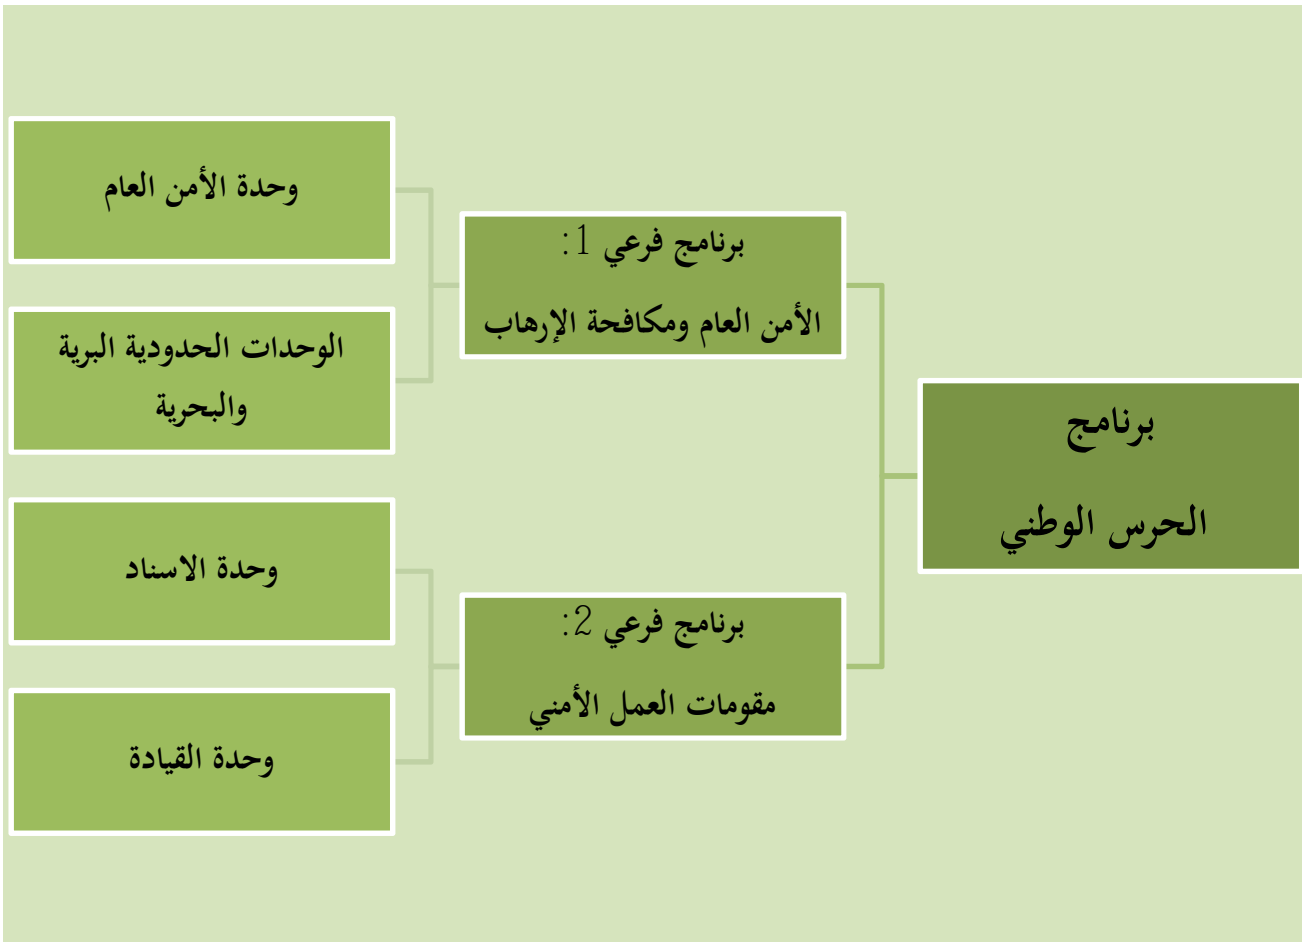 برنامج
الحرس الوطني
برنامج فرعي 1:
الأمن العام ومكافحة الإرهاب
وحدة الأمن العام
الوحدات الحدودية البرية
والبحرية
برنامج فرعي 2:
مقومات العمل الأمني
وحدة الاسناد
وحدة القيادة